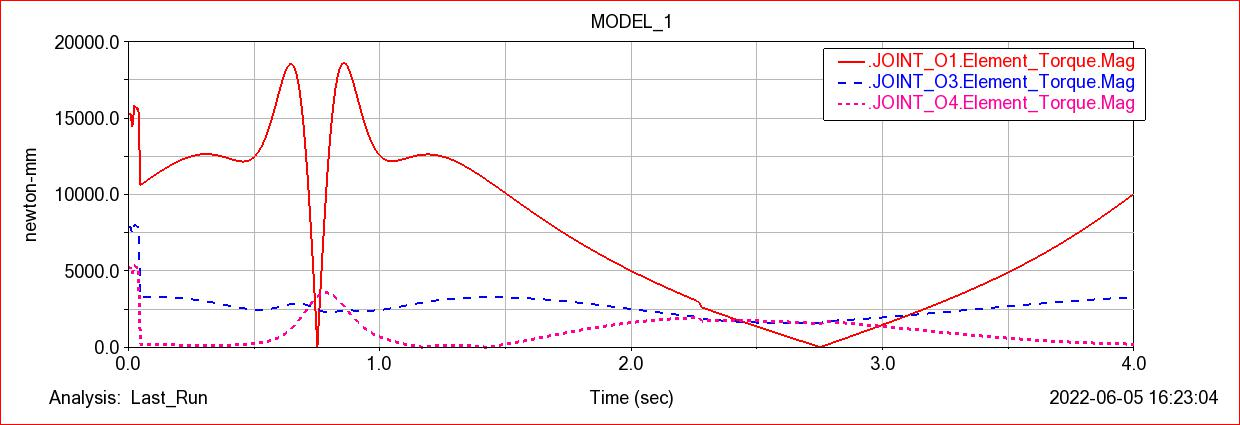 MODEL_1
20000.0
15000.0
10000.0
5000.0
0.0
newton-mm
.JOINT_O1.Element_Torque.Mag
.JOINT_O3.Element_Torque.Mag
.JOINT_O4.Element_Torque.Mag
0.0 1.0 2.0 3.0 4.0
Analysis: Last_Run Time (sec) 2022-06-05 16:23:04